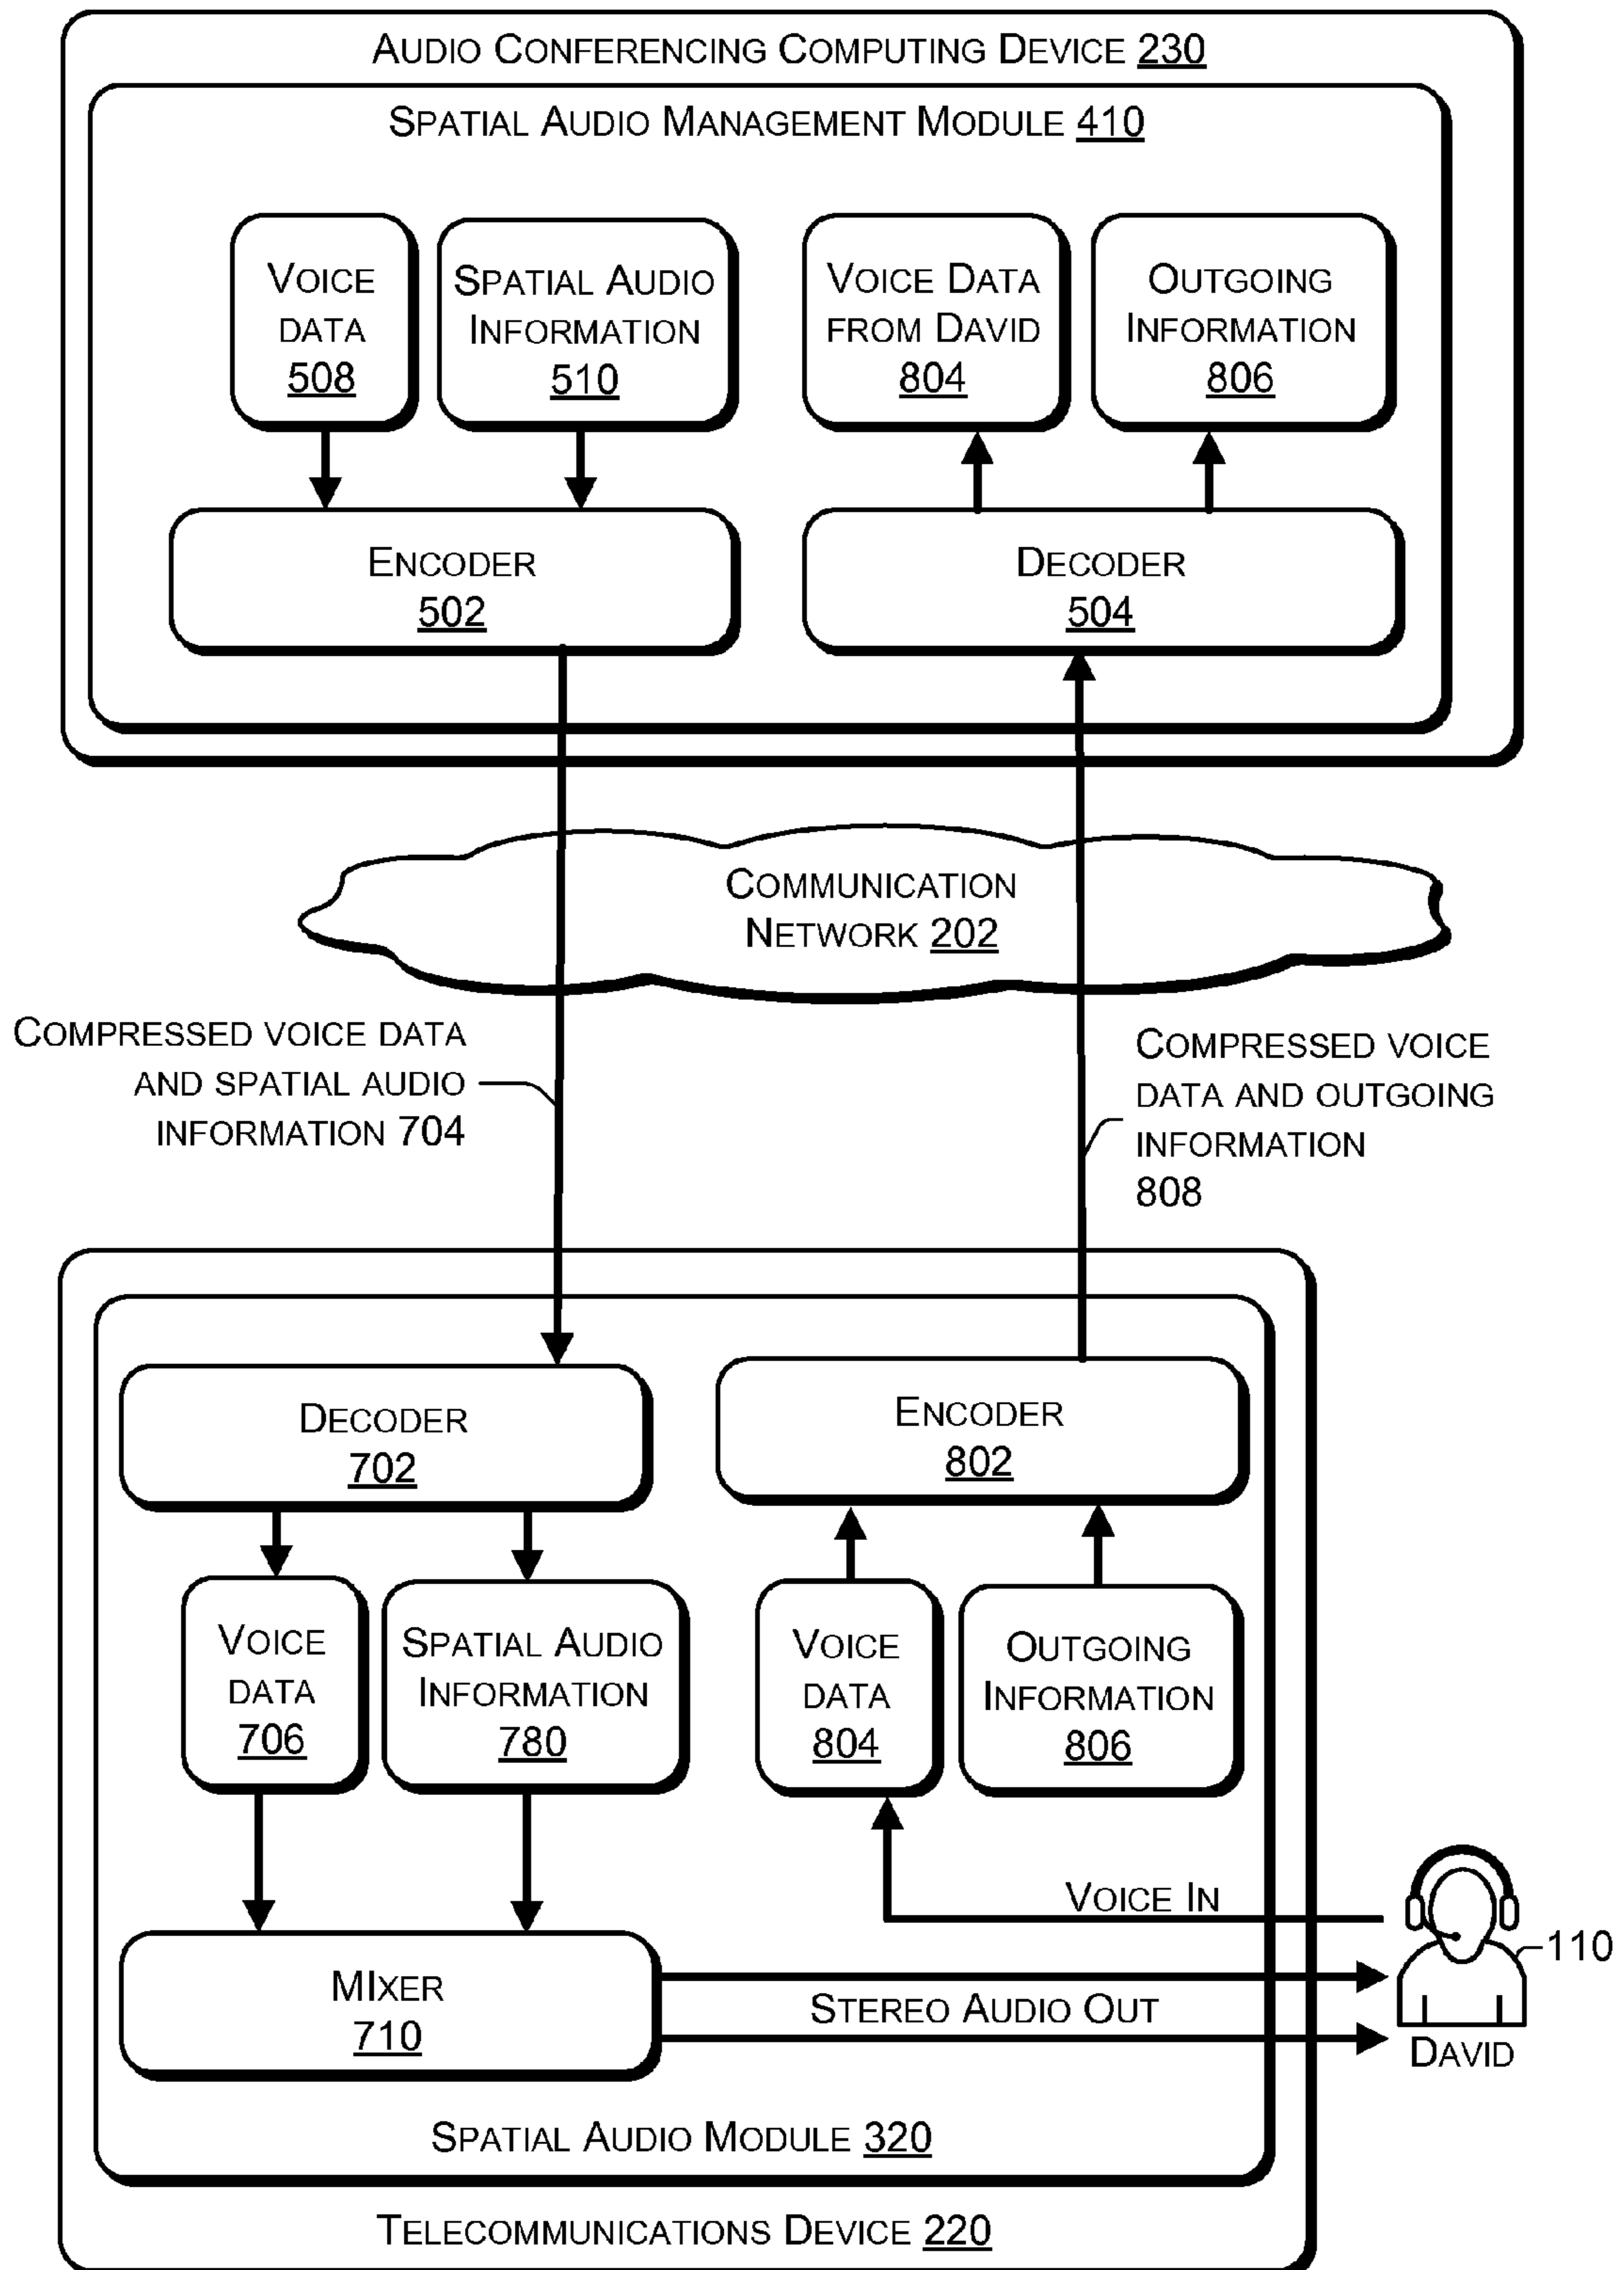 AUDIO CONFERENCING COMPUTING DEVICE 230
SPATIAL AUDIO MANAGEMENT MODULE 410
VOICE
DATA
508
SPATIAL AUDIO
INFORMATION
510
VOICE DATA
FROM DAVID
804
OUTGOING
INFORMATION
806
ENCODER
502
DECODER
504
COMMUNICATION
NETWORK 202
COMPRESSED VOICE DATA
AND SPATIAL AUDIO
INFORMATION 704
COMPRESSED VOICE
DATA AND OUTGOING
INFORMATION
808
DECODER
702
ENCODER
802
VOICE
DATA
706
SPATIAL AUDIO
INFORMATION
780
VOICE
DATA
804
OUTGOING
INFORMATION
806
VOICE IN
110
MIXER
710
STEREO AUDIO OUT
DAVID
SPATIAL AUDIO MODULE 320
TELECOMMUNICATIONS DEVICE 220